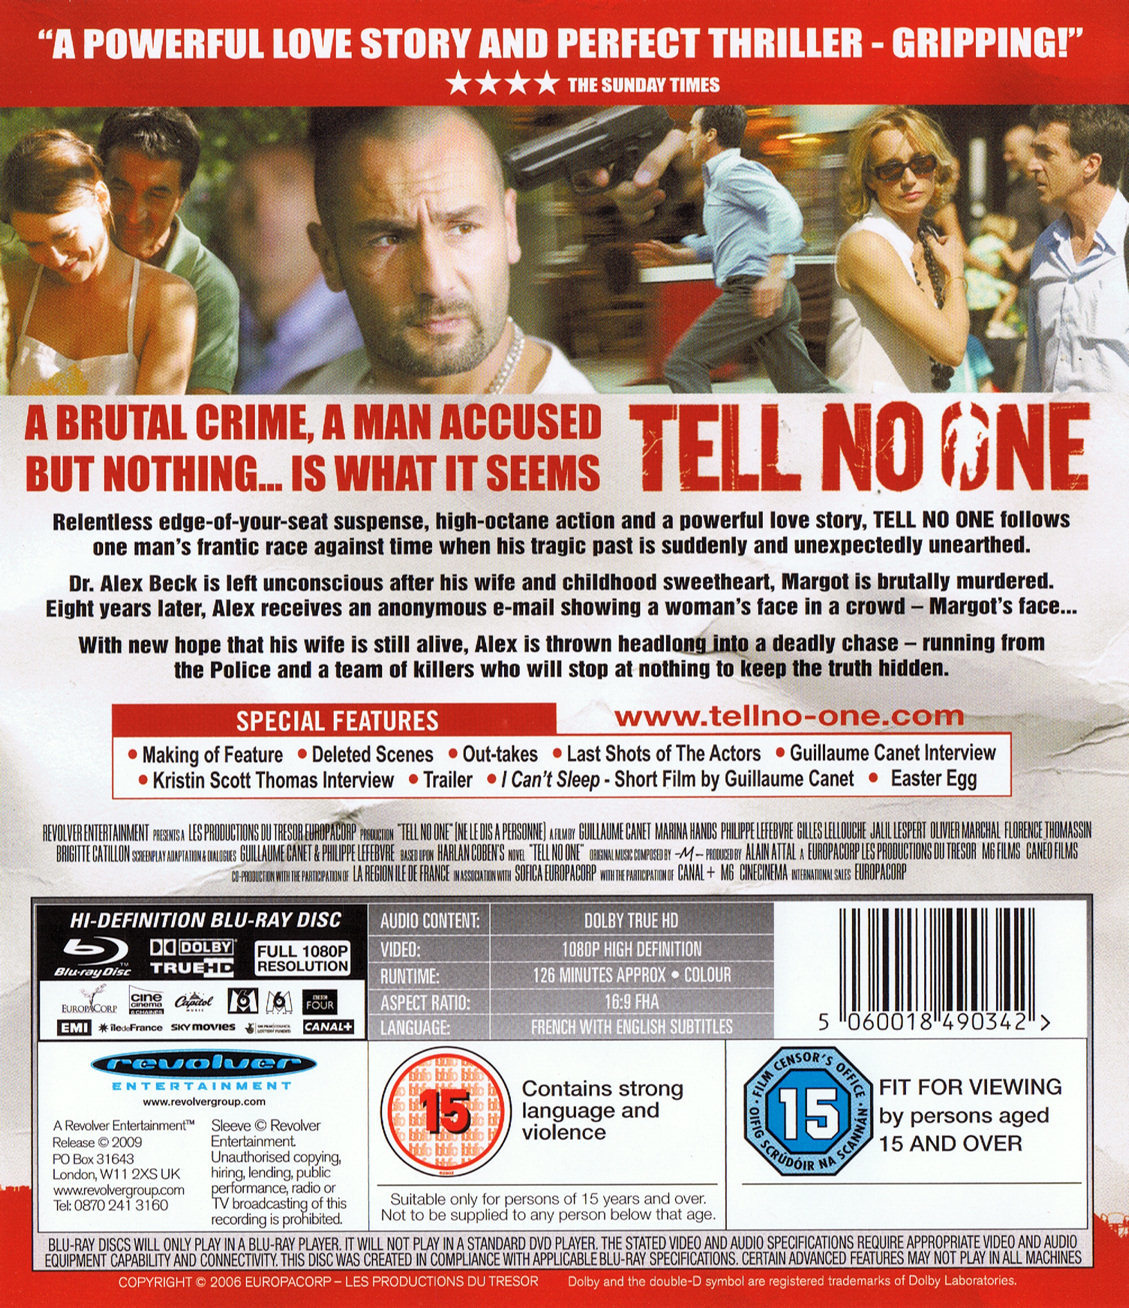 “A POWERFUL LOVE STORY AND PERFECT THRILLER - GRIPPING!”
★★★★ THE SUNDAY TIMES
A BRUTAL CRIME, A MAN ACCUSED
BUT NOTHING... IS WHAT IT SEEMS
TELL NO ONE
Relentless edge-of-your-seat suspense, high-octane action and a powerful love story, TELL NO ONE follows
one man’s frantic race against time when his tragic past is suddenly and unexpectedly unearthed.
Dr. Alex Beck is left unconscious after his wife and childhood sweetheart, Margot is brutally murdered.
Eight years later, Alex receives an anonymous e-mail showing a woman’s face in a crowd – Margot’s face...
With new hope that his wife is still alive, Alex is thrown headlong into a deadly chase – running from
the Police and a team of killers who will stop at nothing to keep the truth hidden.
SPECIAL FEATURES
www.tellno-one.com
• Making of Feature • Deleted Scenes • Out-takes • Last Shots of The Actors • Guillaume Canet Interview
• Kristin Scott Thomas Interview • Trailer • I Can’t Sleep - Short Film by Guillaume Canet • Easter Egg
REVOLVER ENTERTAINMENT PRESENTS A LES PRODUCTIONS DU TRESOR EUROPACORP PRODUCTION "TELL NO ONE" (NE LE DIS A PERSONNE) A FILM BY GUILLAUME CANET MARINA HANDS PHILIPPE LEFEBVRE GILLES LELLOUCHE JALIL LESPERT OLIVIER MARCHAL FLORENCE THOMASSIN
BRIGITTE CATILLON SCREENPLAY ADAPTATION & DIALOGUES GUILLAUME CANET & PHILIPPE LEFEBVRE BASED UPON HARLAN COBEN'S NOVEL "TELL NO ONE" ORIGINAL MUSIC COMPOSED BY -M- PRODUCED BY ALAIN ATTAL A EUROPACORP LES PRODUCTIONS DU TRESOR M6 FILMS CANEO FILMS
CO-PRODUCTION WITH THE PARTICIPATION OF LA REGION ILE DE FRANCE IN ASSOCIATION WITH SOFICA EUROPACORP WITH THE PARTICIPATION OF CANAL + M6 CINECINEMA INTERNATIONAL SALES EUROPACORP
HI-DEFINITION BLU-RAY DISC
Blu-ray Disc™
DOLBY
TRUEHD
FULL 1080P
RESOLUTION
EUROPACORP
cine
cinema
Capitol
MUSIC
M6
M6
BBC
FOUR
EMI
îledeFrance
SKY MOVIES
CANAL+
AUDIO CONTENT: DOLBY TRUE HD
VIDEO: 1080P HIGH DEFINITION
RUNTIME: 126 MINUTES APPROX • COLOUR
ASPECT RATIO: 16:9 FHA
LANGUAGE: FRENCH WITH ENGLISH SUBTITLES
5 060018 490342 >
revolver
ENTERTAINMENT
www.revolvergroup.com
A Revolver Entertainment™
Release © 2009
PO Box 31643
London, W11 2XS UK
www.revolvergroup.com
Tel: 0870 241 3160
Sleeve © Revolver
Entertainment.
Unauthorised copying,
hiring, lending, public
performance, radio or
TV broadcasting of this
recording is prohibited.
15
Contains strong
language and
violence
Suitable only for persons of 15 years and over.
Not to be supplied to any person below that age.
FILM CENSOR'S OFFICE
15
OIFIG SCRÚDÓIR NA SCANNÁN
FIT FOR VIEWING
by persons aged
15 AND OVER
BLU-RAY DISCS WILL ONLY PLAY IN A BLU-RAY PLAYER. IT WILL NOT PLAY IN A STANDARD DVD PLAYER. THE STATED VIDEO AND AUDIO SPECIFICATIONS REQUIRE APPROPRIATE VIDEO AND AUDIO
EQUIPMENT CAPABILITY AND CONNECTIVITY. THIS DISC WAS CREATED IN COMPLIANCE WITH APPLICABLE BLU-RAY SPECIFICATIONS. CERTAIN ADVANCED FEATURES MAY NOT PLAY IN ALL MACHINES
COPYRIGHT © 2006 EUROPACORP – LES PRODUCTIONS DU TRESOR
Dolby and the double-D symbol are registered trademarks of Dolby Laboratories.